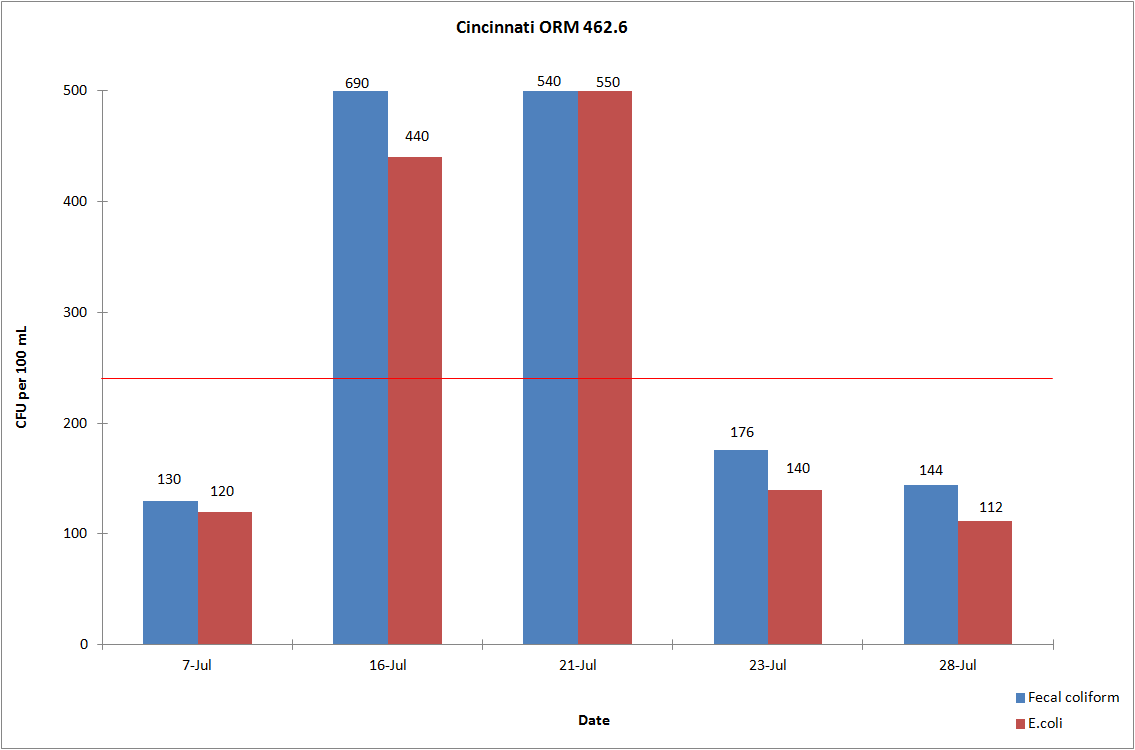 Cincinnati ORM 462.6
CFU per 100 mL
500
400
300
200
100
0
130
120
690
440
540
550
176
140
144
112
7-Jul
16-Jul
21-Jul
23-Jul
28-Jul
Date
Fecal coliform
E.coli